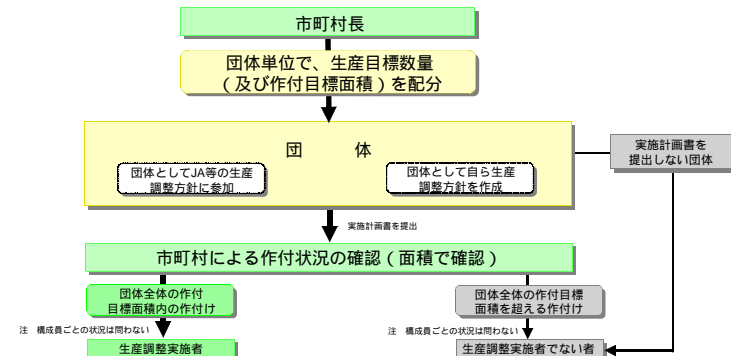 市町村長
団体単位で、生産目標数量
(及び作付目標面積)を配分
団　体
団体としてJA等の生産
調整方針に参加
団体として自ら生産
調整方針を作成
実施計画書を
提出しない団体
実施計画書を提出
市町村による作付状況の確認(面積で確認)
団体全体の作付
目標面積内の作付け
団体全体の作付目標
面積を超える作付け
注　構成員ごとの状況は問わない
注　構成員ごとの状況は問わない
生産調整実施者
生産調整実施者でない者